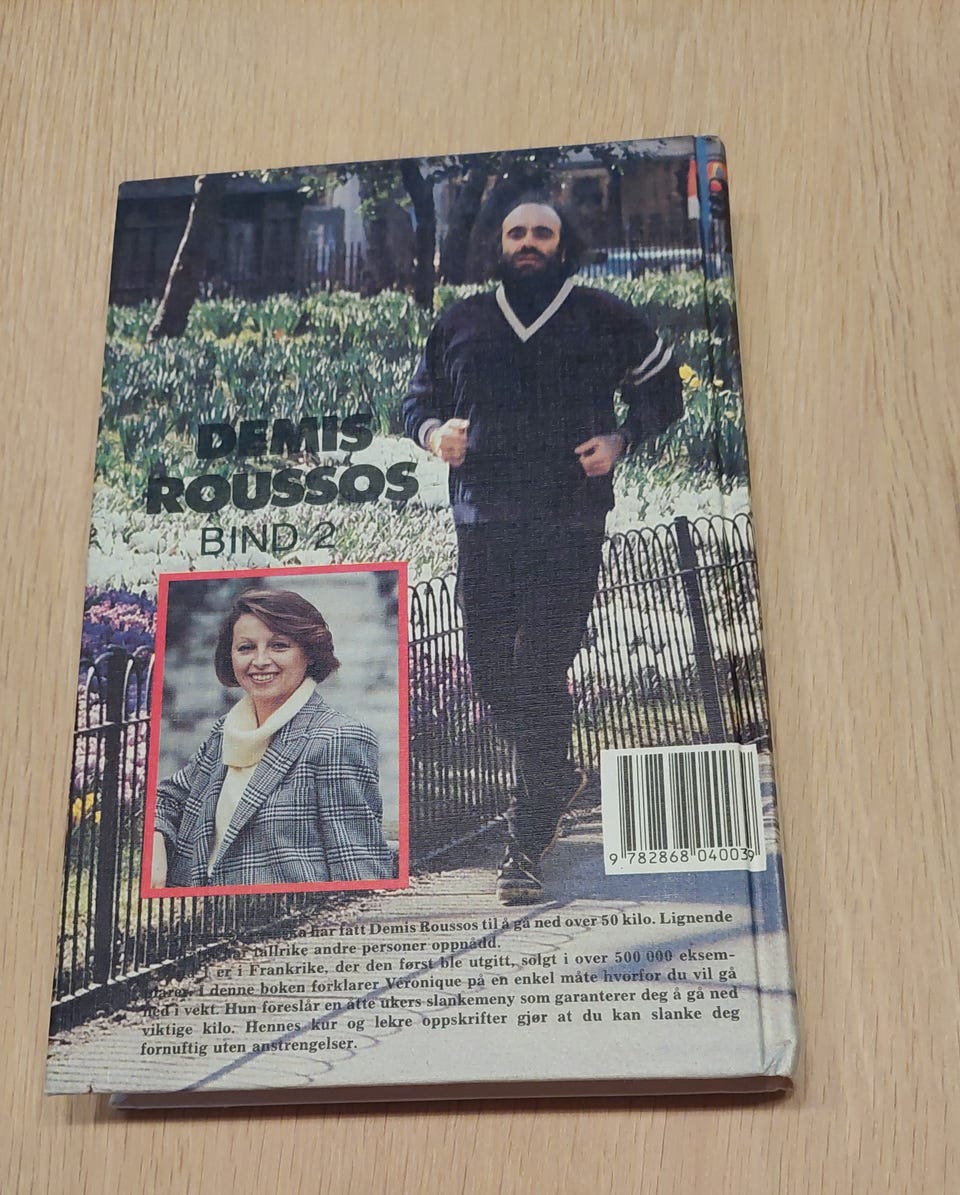 DEMIS
ROUSSOS
BIND 2
9 782868 040039
har fått Demis Roussos til å gå ned over 50 kilo. Lignende
tallrike andre personer oppnådd.
er i Frankrike, der den først ble utgitt, solgt i over 500 000 eksem-
plarer. I denne boken forklarer Véronique på en enkel måte hvorfor du vil gå
ned i vekt. Hun foreslår en åtte ukers slankemeny som garanterer deg å gå ned
viktige kilo. Hennes kur og lekre oppskrifter gjør at du kan slanke deg
fornuftig uten anstrengelser.